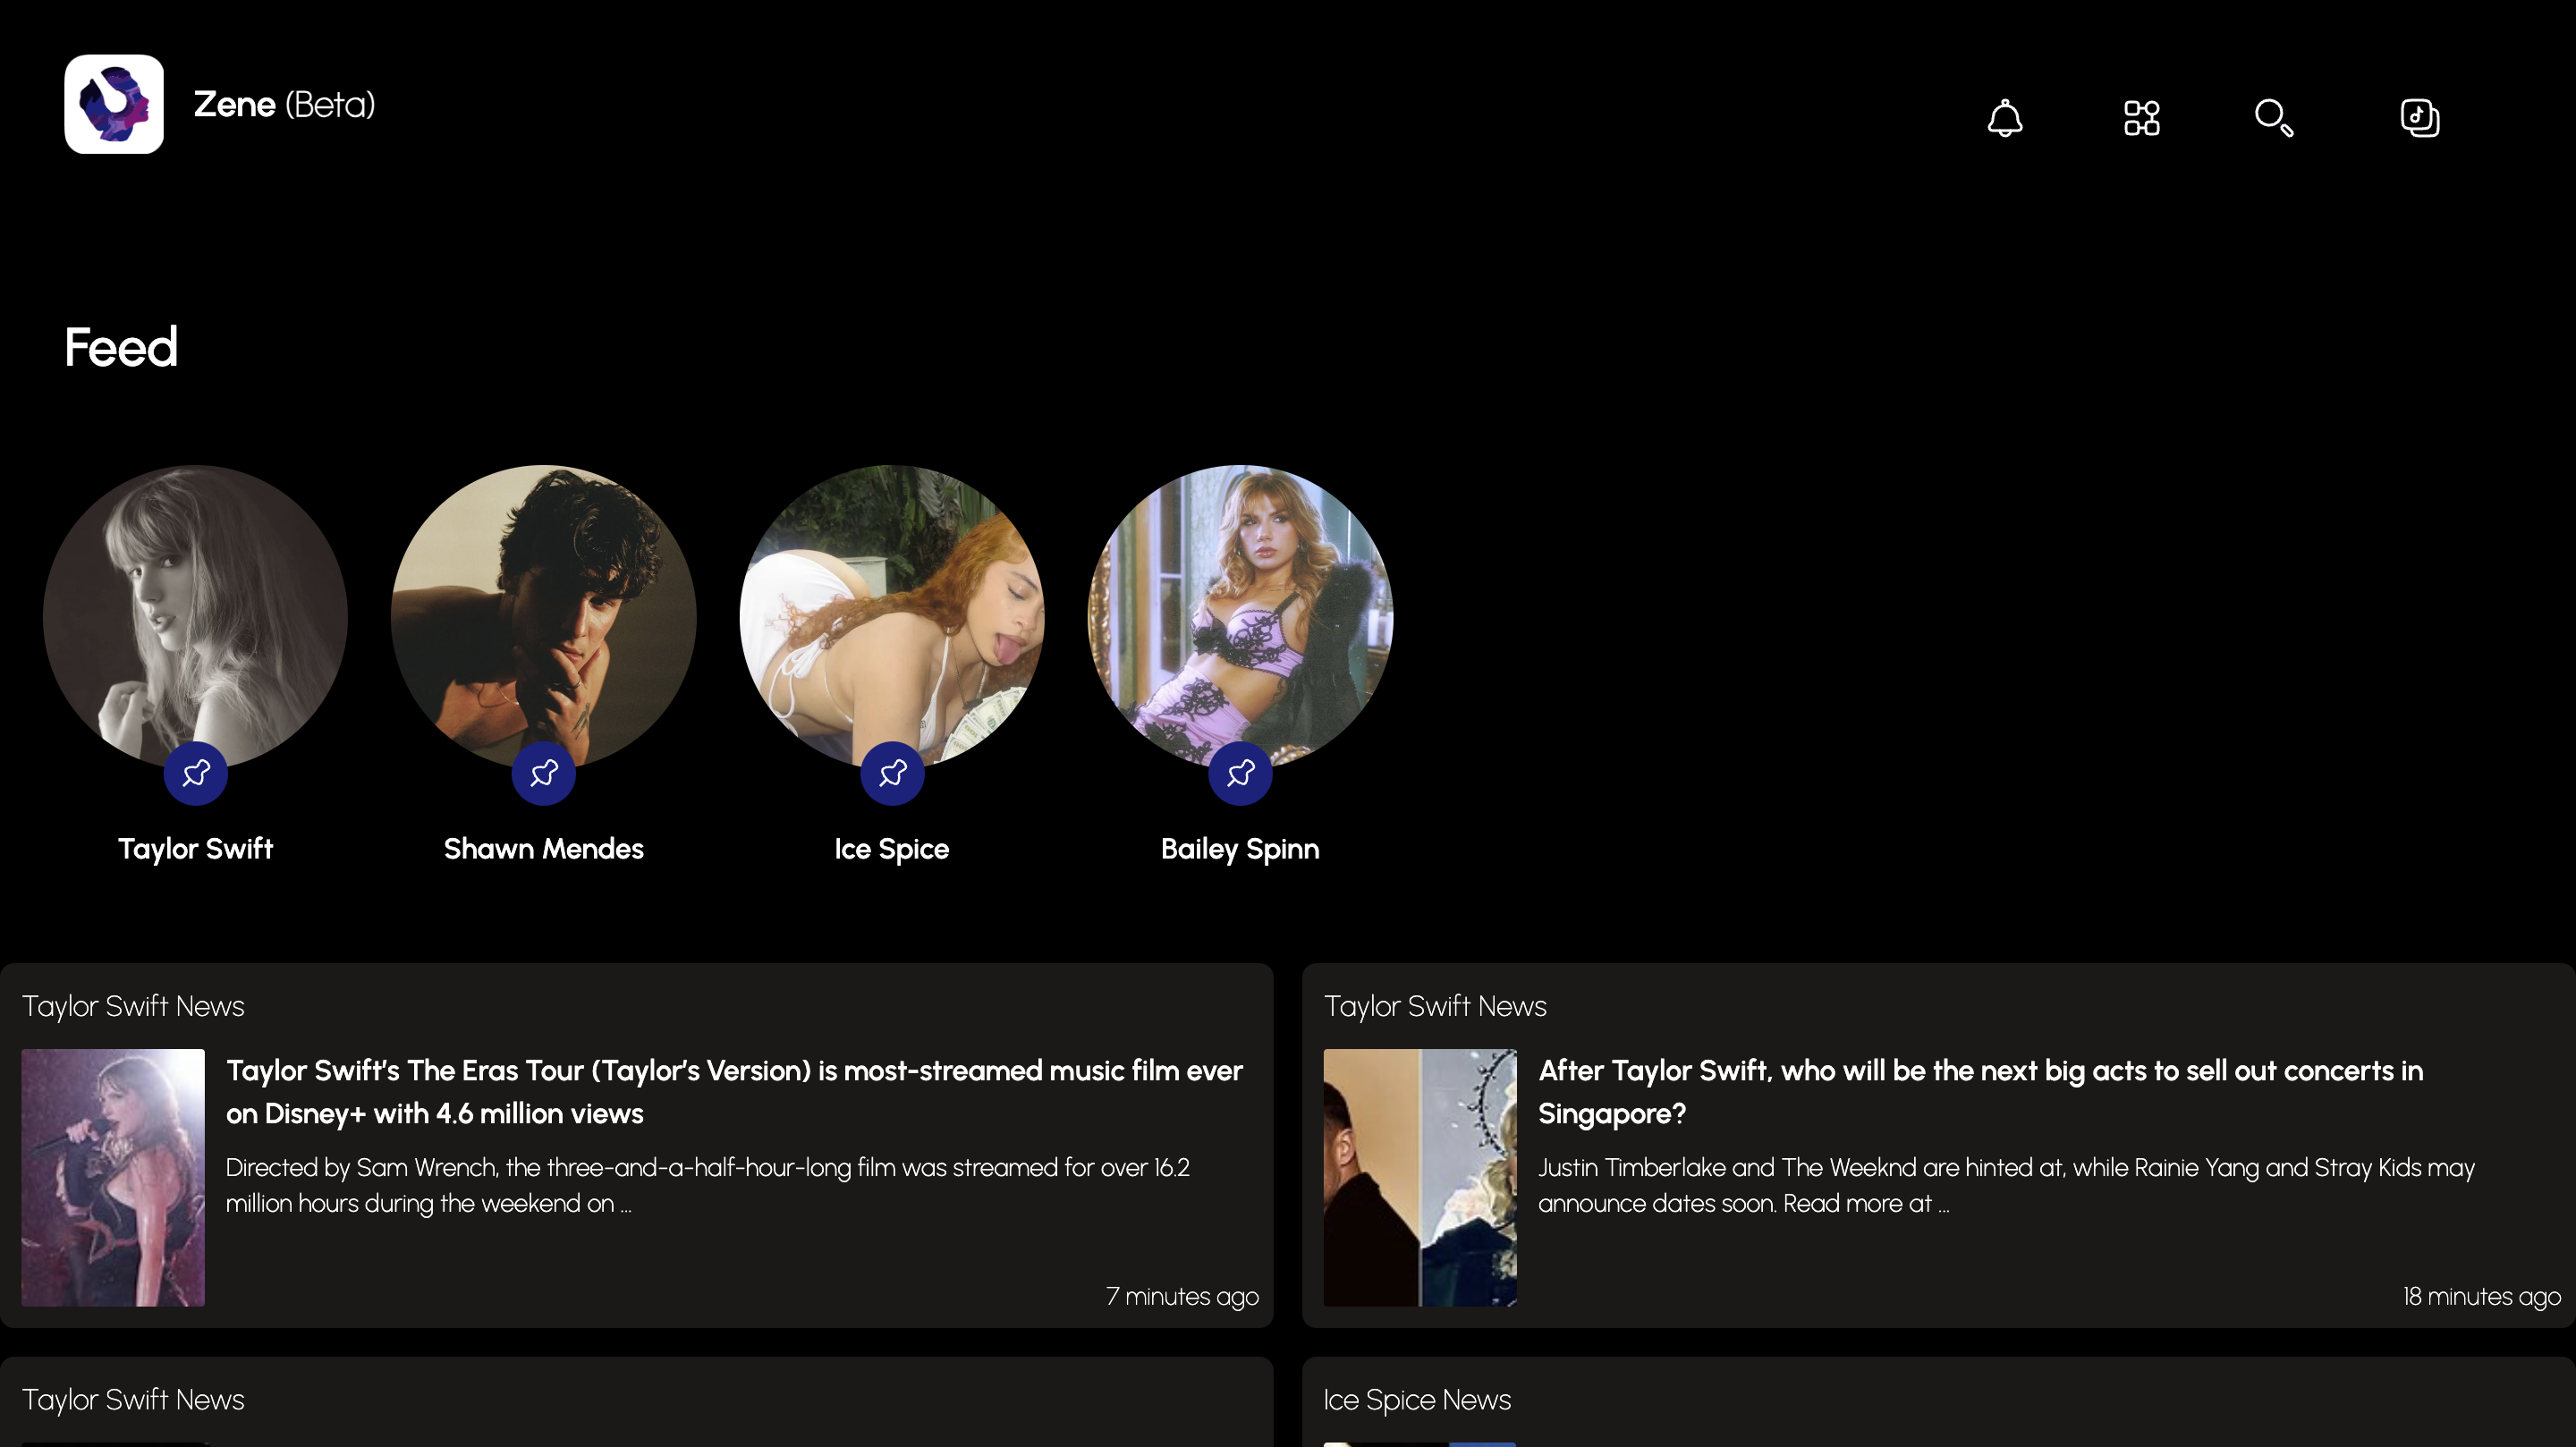 Zene (Beta)
Feed
Taylor Swift
Shawn Mendes
Ice Spice
Bailey Spinn
Taylor Swift News
Taylor Swift's The Eras Tour (Taylor's Version) is most-streamed music film ever
on Disney+ with 4.6 million views
Directed by Sam Wrench, the three-and-a-half-hour-long film was streamed for over 16.2
million hours during the weekend on ...
7 minutes ago
Taylor Swift News
After Taylor Swift, who will be the next big acts to sell out concerts in
Singapore?
Justin Timberlake and The Weeknd are hinted at, while Rainie Yang and Stray Kids may
announce dates soon. Read more at ...
18 minutes ago
Taylor Swift News
Ice Spice News